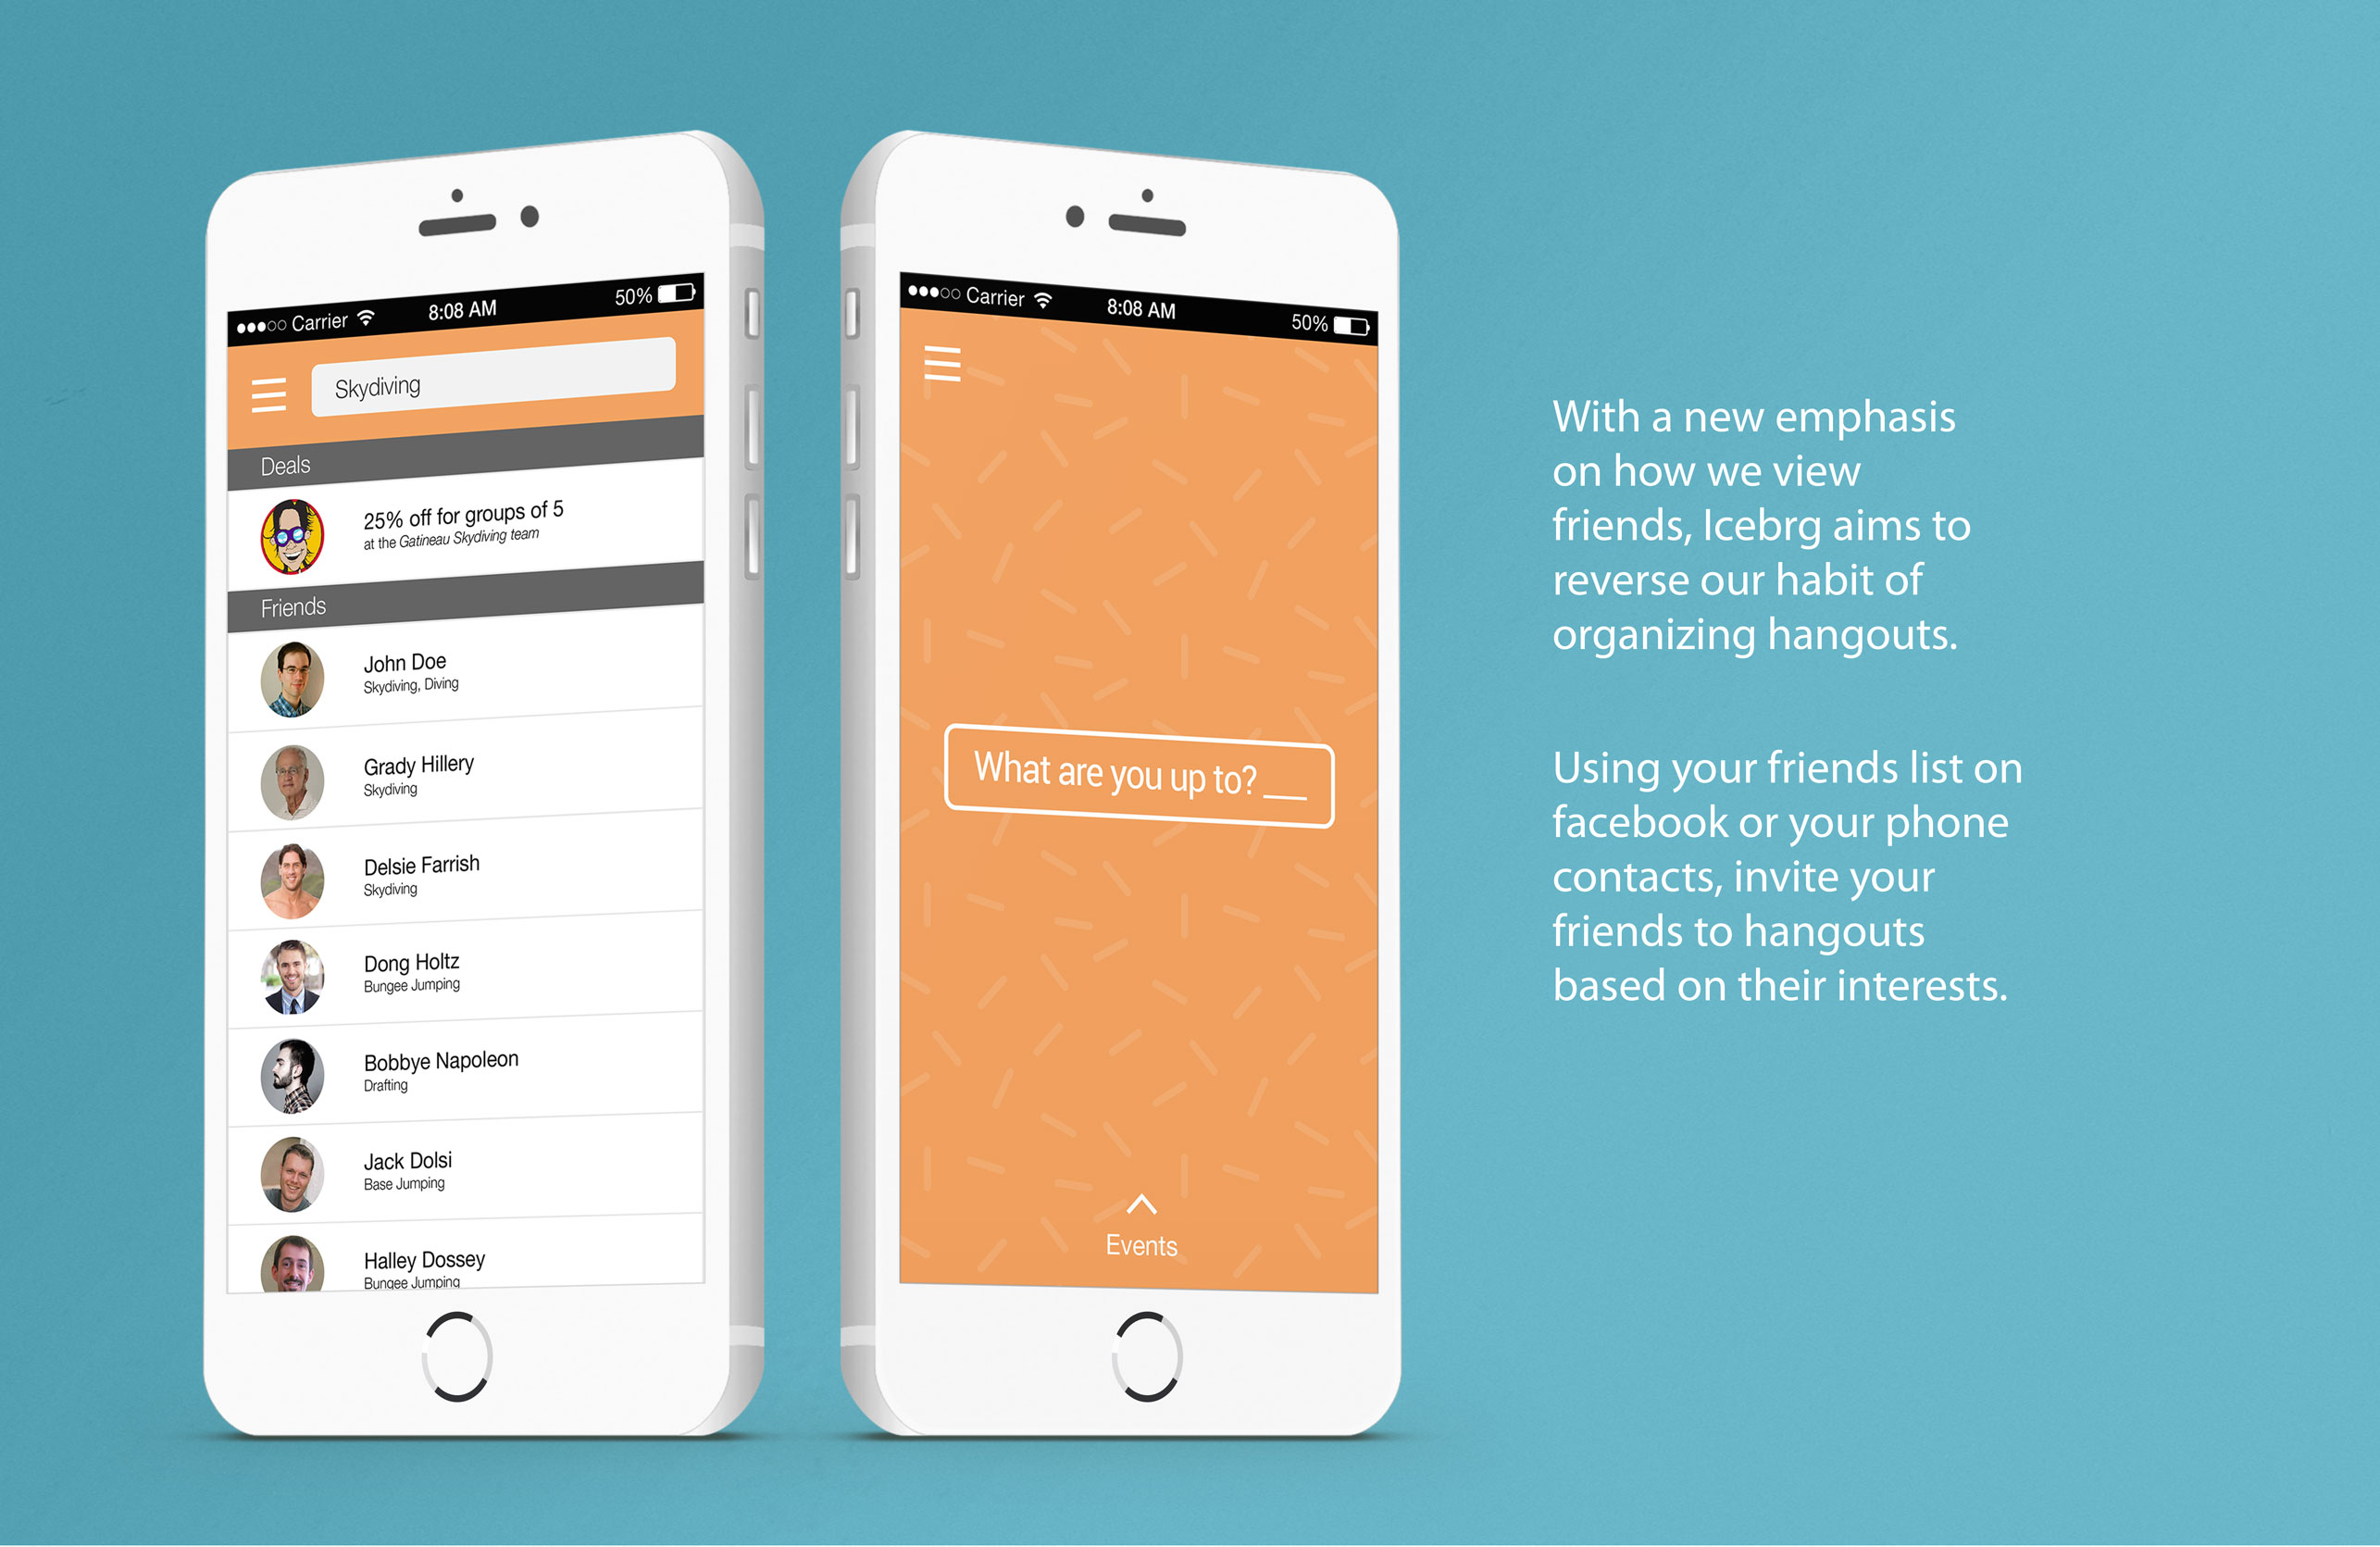 Carrier 8:08 AM 50%
Skydiving
Deals
25% off for groups of 5
at the Gatineau Skydiving team
Friends
John Doe
Skydiving, Diving
Grady Hillery
Skydiving
Delsie Farrish
Skydiving
Dong Holtz
Bungee Jumping
Bobbye Napoleon
Drafting
Jack Dolsi
Base Jumping
Halley Dossey
Bungee Jumping
Carrier 8:08 AM 50%
What are you up to? __
Events
With a new emphasis
on how we view
friends, Icebrg aims to
reverse our habit of
organizing hangouts.
Using your friends list on
facebook or your phone
contacts, invite your
friends to hangouts
based on their interests.